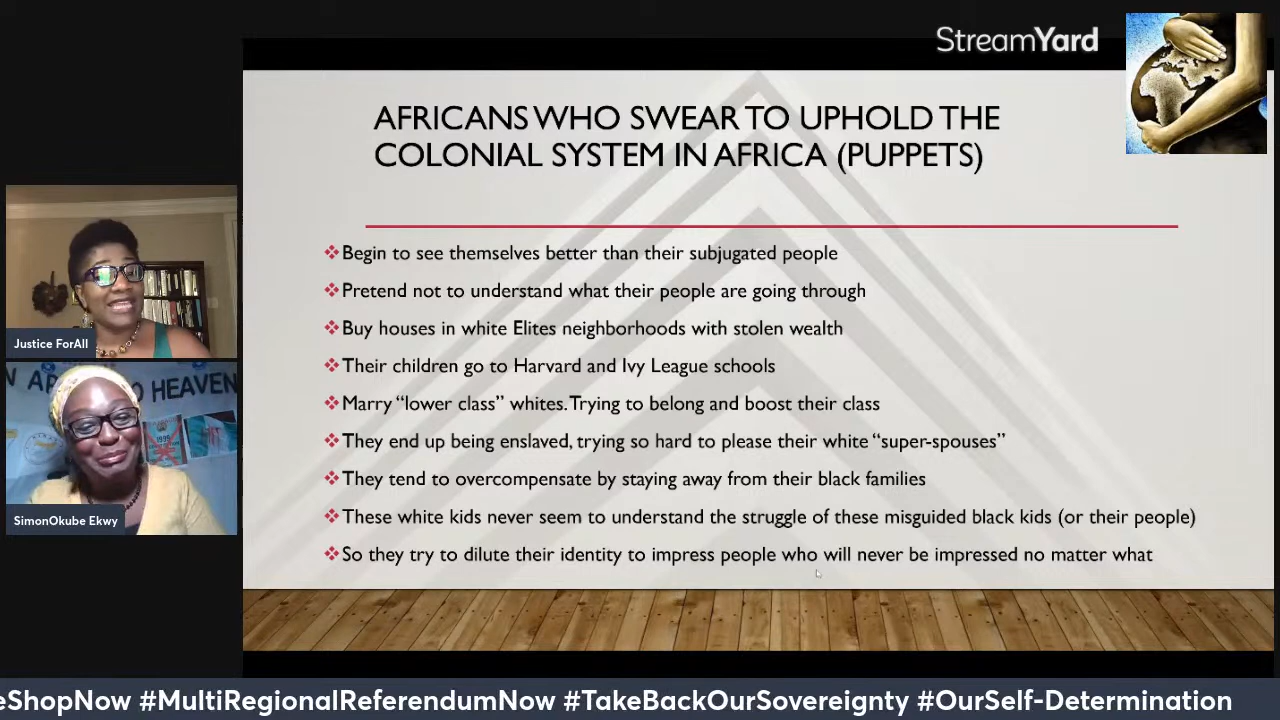 StreamYard
AFRICANS WHO SWEAR TO UPHOLD THE
COLONIAL SYSTEM IN AFRICA (PUPPETS)
Begin to see themselves better than their subjugated people
Pretend not to understand what their people are going through
Buy houses in white Elites neighborhoods with stolen wealth
Their children go to Harvard and Ivy League schools
Marry “lower class” whites. Trying to belong and boost their class
They end up being enslaved, trying so hard to please their white “super-spouses”
They tend to overcompensate by staying away from their black families
These white kids never seem to understand the struggle of these misguided black kids (or their people)
So they try to dilute their identity to impress people who will never be impressed no matter what
Justice ForAll
HEAVEN
1999
SimonOkube Ekwy
eShopNow #MultiRegionalReferendumNow #TakeBackOurSovereignty #OurSelf-Determination